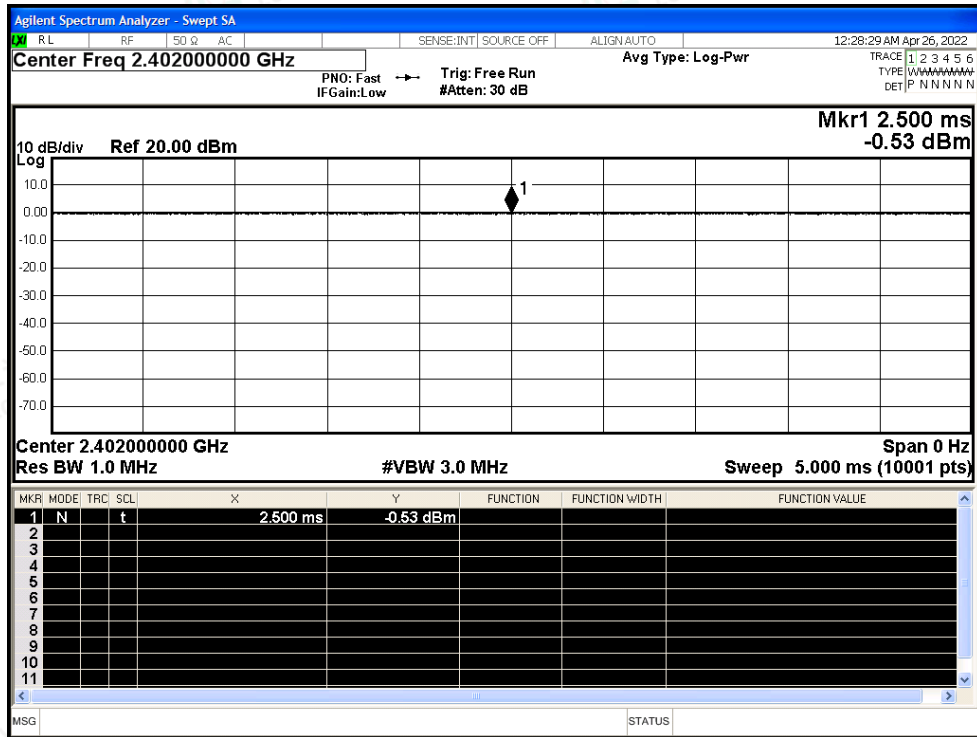 Agilent Spectrum Analyzer - Swept SA
LXI RL RF 50 Ω AC SENSE:INT SOURCE OFF ALIGN AUTO 12:28:29 AM Apr 26, 2022
Center Freq 2.402000000 GHz
PNO: Fast
IFGain:Low
Trig: Free Run
#Atten: 30 dB
Avg Type: Log-Pwr
TRACE 1 2 3 4 5 6
TYPE WWWWWW
DET P N N N N N
Mkr1 2.500 ms
-0.53 dBm
10 dB/div Ref 20.00 dBm
Log
10.0
0.00
-10.0
-20.0
-30.0
-40.0
-50.0
-60.0
-70.0
1
Center 2.402000000 GHz Span 0 Hz
Res BW 1.0 MHz #VBW 3.0 MHz Sweep 5.000 ms (10001 pts)
MKR MODE TRC SCL X Y FUNCTION FUNCTION WIDTH FUNCTION VALUE
1 N t 2.500 ms -0.53 dBm
2
3
4
5
6
7
8
9
10
11
MSG STATUS